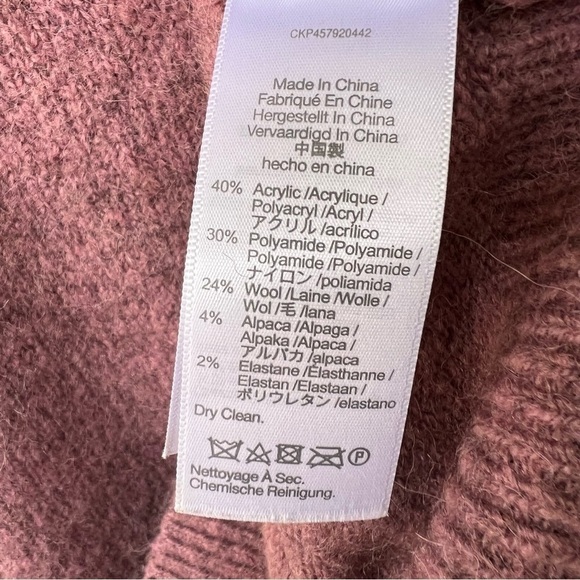 CKP457920442
Made In China
Fabriqué En Chine
Hergestellt In China
Vervaardigd In China
中国製
hecho en china
40% Acrylic /Acrylique /
Polyacryl /Acryl /
アクリル /acrílico
30% Polyamide /Polyamide /
Polyamide /Polyamide /
ナイロン /poliamida
24% Wool /Laine /Wolle /
Wol /毛 /lana
4% Alpaca /Alpaga /
Alpaka /Alpaca /
アルパカ /alpaca
2% Elastane /Élasthanne /
Elastan /Elastaan /
ポリウレタン /elastano
Dry Clean.
P
Nettoyage À Sec.
Chemische Reinigung.